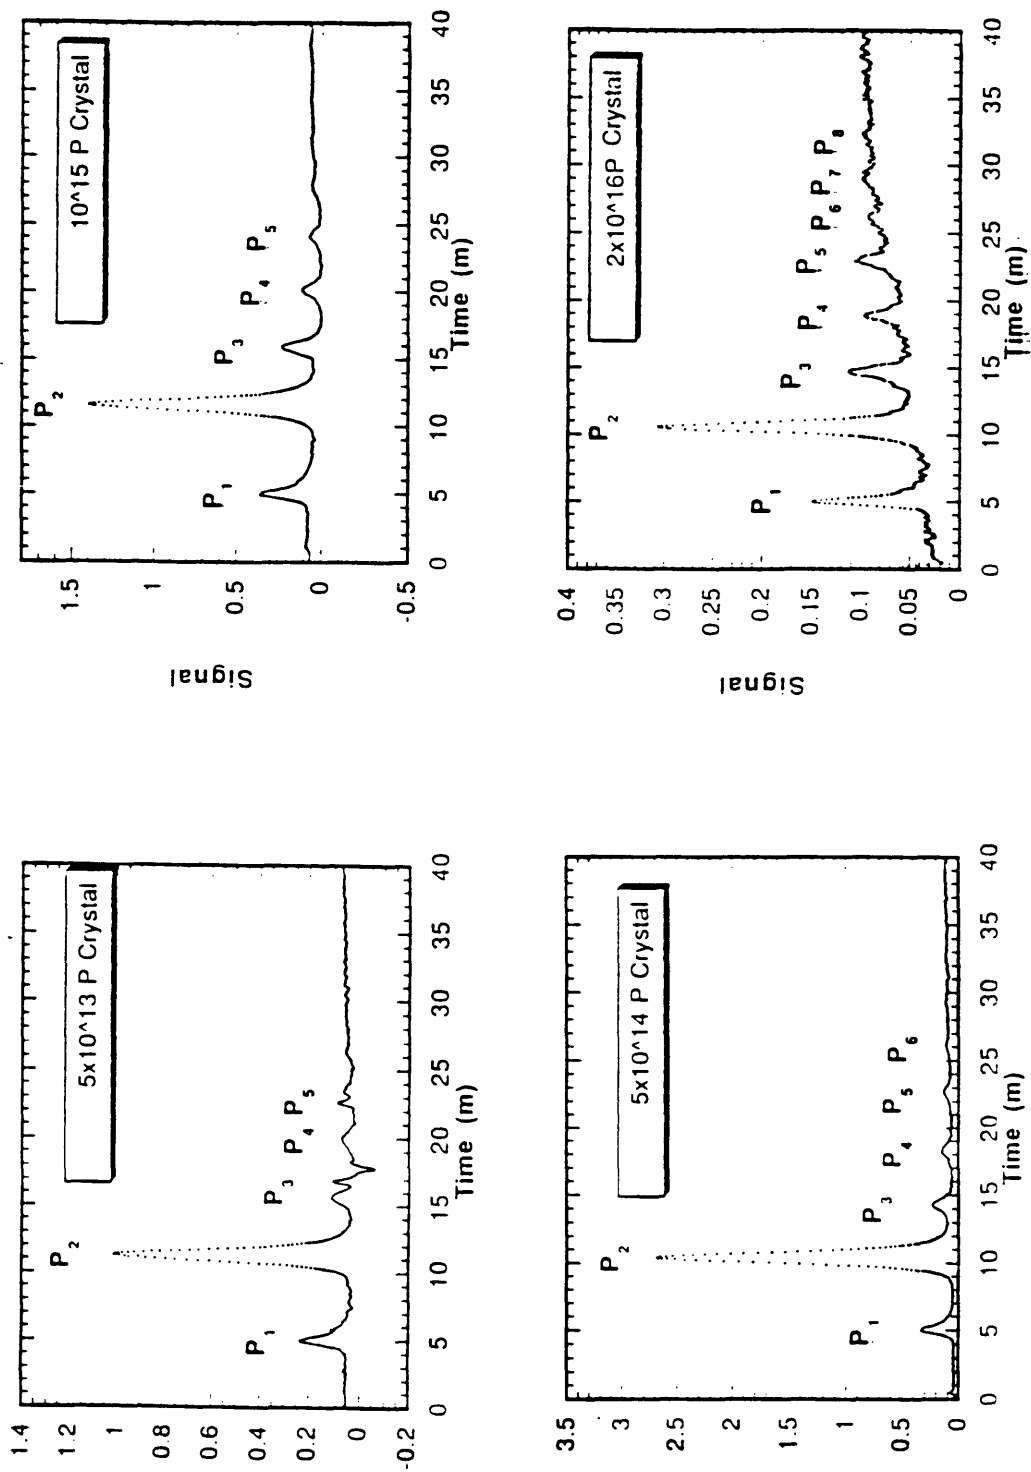 5x10^13 P Crystal
1.4
1.2
1
0.8
0.6
0.4
0.2
0
-0.2
P1
P2
P3
P4
P5
0
5
10
15
20
25
30
35
40
Time (m)
10^15 P Crystal
Signal
1.5
1
0.5
0
-0.5
P1
P2
P3
P4
P5
0
5
10
15
20
25
30
35
40
Time (m)
5x10^14 P Crystal
3.5
3
2.5
2
1.5
1
0.5
0
P1
P2
P3
P4
P5
P6
0
5
10
15
20
25
30
35
40
Time (m)
2x10^16P Crystal
Signal
0.4
0.35
0.3
0.25
0.2
0.15
0.1
0.05
0
P1
P2
P3
P4
P5
P6
P7
P8
0
5
10
15
20
25
30
35
40
Time (m)